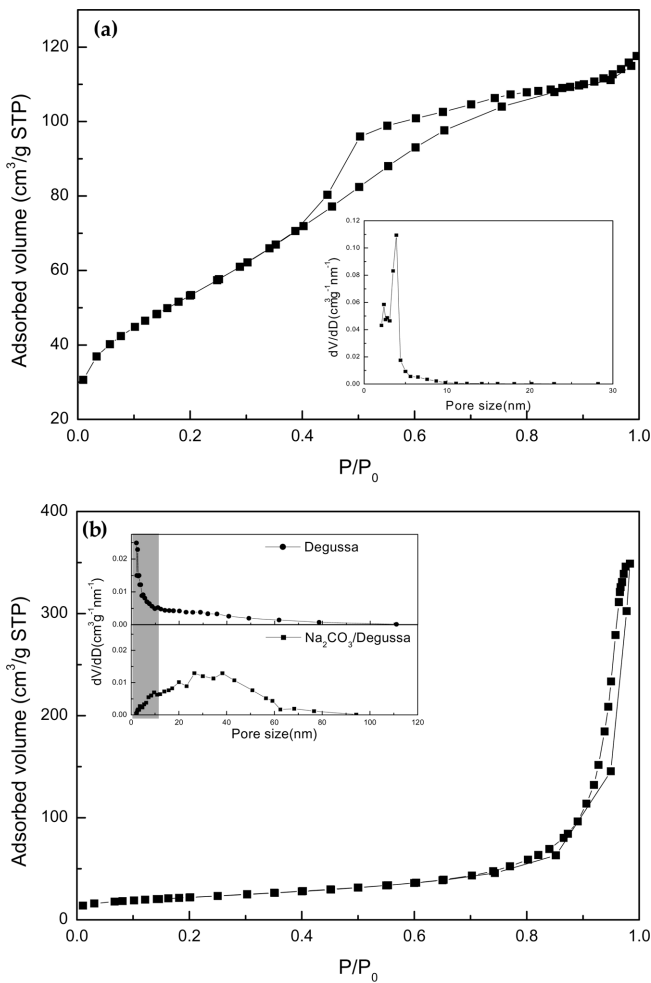 (a)
120
100
80
60
40
20
Adsorbed volume (cm³/g STP)
0.0 0.2 0.4 0.6 0.8 1.0
P/P₀
0.12
0.10
0.08
0.06
0.04
0.02
0.00
dV/dD(cm³g⁻¹nm⁻¹)
0 10 20 30
Pore size(nm)
(b)
400
300
200
100
0
Adsorbed volume (cm³/g STP)
0.0 0.2 0.4 0.6 0.8 1.0
P/P₀
0.02
0.01
0.00
Degussa
0.02
0.01
0.00
Na₂CO₃/Degussa
dV/dD(cm³g⁻¹nm⁻¹)
0 20 40 60 80 100 120
Pore size(nm)